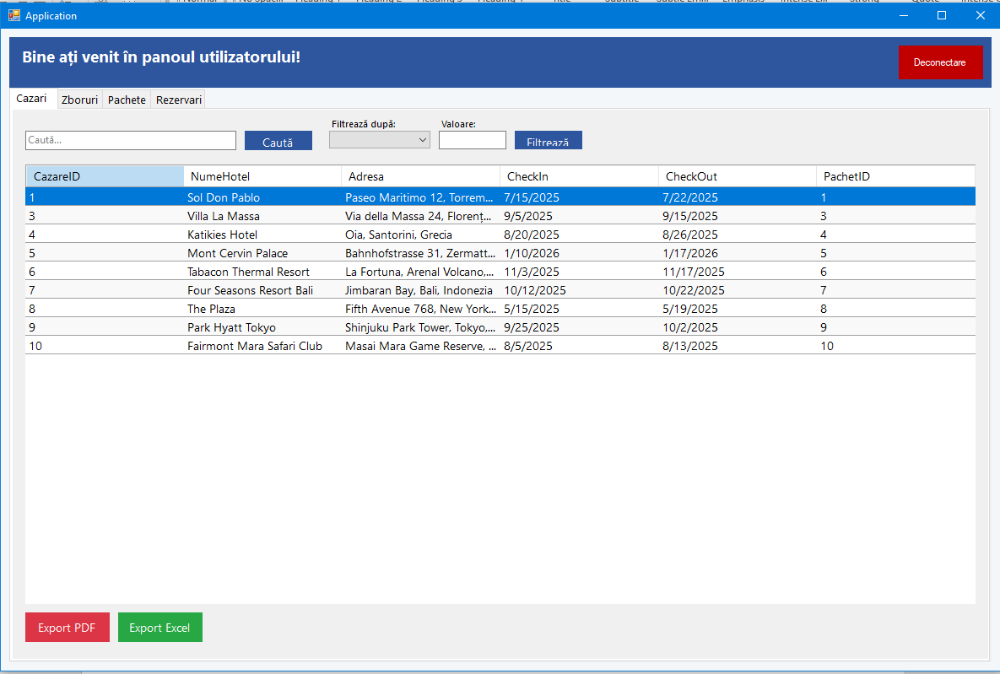 Application
Bine ați venit în panoul utilizatorului!
Deconectare
Cazari Zboruri Pachete Rezervari
Filtrează după: Valoare:
Caută... Caută Filtrează
CazareID NumeHotel Adresa CheckIn CheckOut PachetID
1 Sol Don Pablo Paseo Maritimo 12, Torrem... 7/15/2025 7/22/2025 1
3 Villa La Massa Via della Massa 24, Florenț... 9/5/2025 9/15/2025 3
4 Katikies Hotel Oia, Santorini, Grecia 8/20/2025 8/26/2025 4
5 Mont Cervin Palace Bahnhofstrasse 31, Zermatt... 1/10/2026 1/17/2026 5
6 Tabacon Thermal Resort La Fortuna, Arenal Volcano,... 11/3/2025 11/17/2025 6
7 Four Seasons Resort Bali Jimbaran Bay, Bali, Indonezia 10/12/2025 10/22/2025 7
8 The Plaza Fifth Avenue 768, New York... 5/15/2025 5/19/2025 8
9 Park Hyatt Tokyo Shinjuku Park Tower, Tokyo,... 9/25/2025 10/2/2025 9
10 Fairmont Mara Safari Club Masai Mara Game Reserve, ... 8/5/2025 8/13/2025 10
Export PDF Export Excel